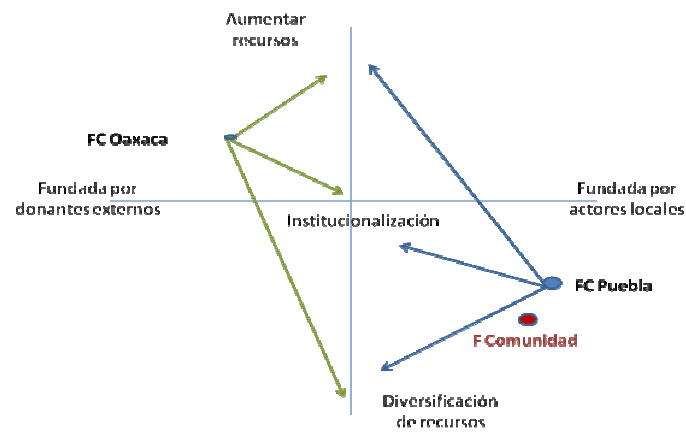 Aumentar
recursos
FC Oaxaca
Fundada por
donantes externos
Fundada por
actores locales
Institucionalización
FC Puebla
F Comunidad
Diversificación
de recursos